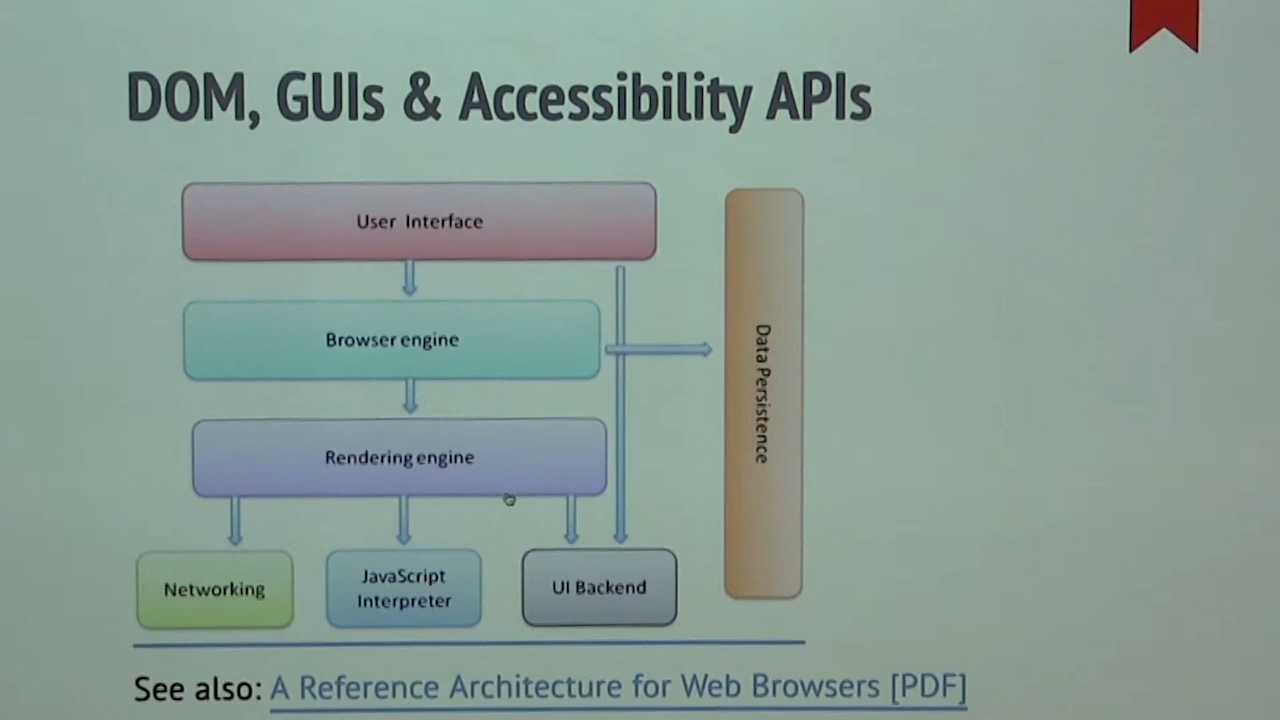 DOM, GUIs & Accessibility APIs
User Interface
Browser engine
Data Persistence
Rendering engine
Networking
JavaScript
Interpreter
UI Backend
See also: A Reference Architecture for Web Browsers [PDF]